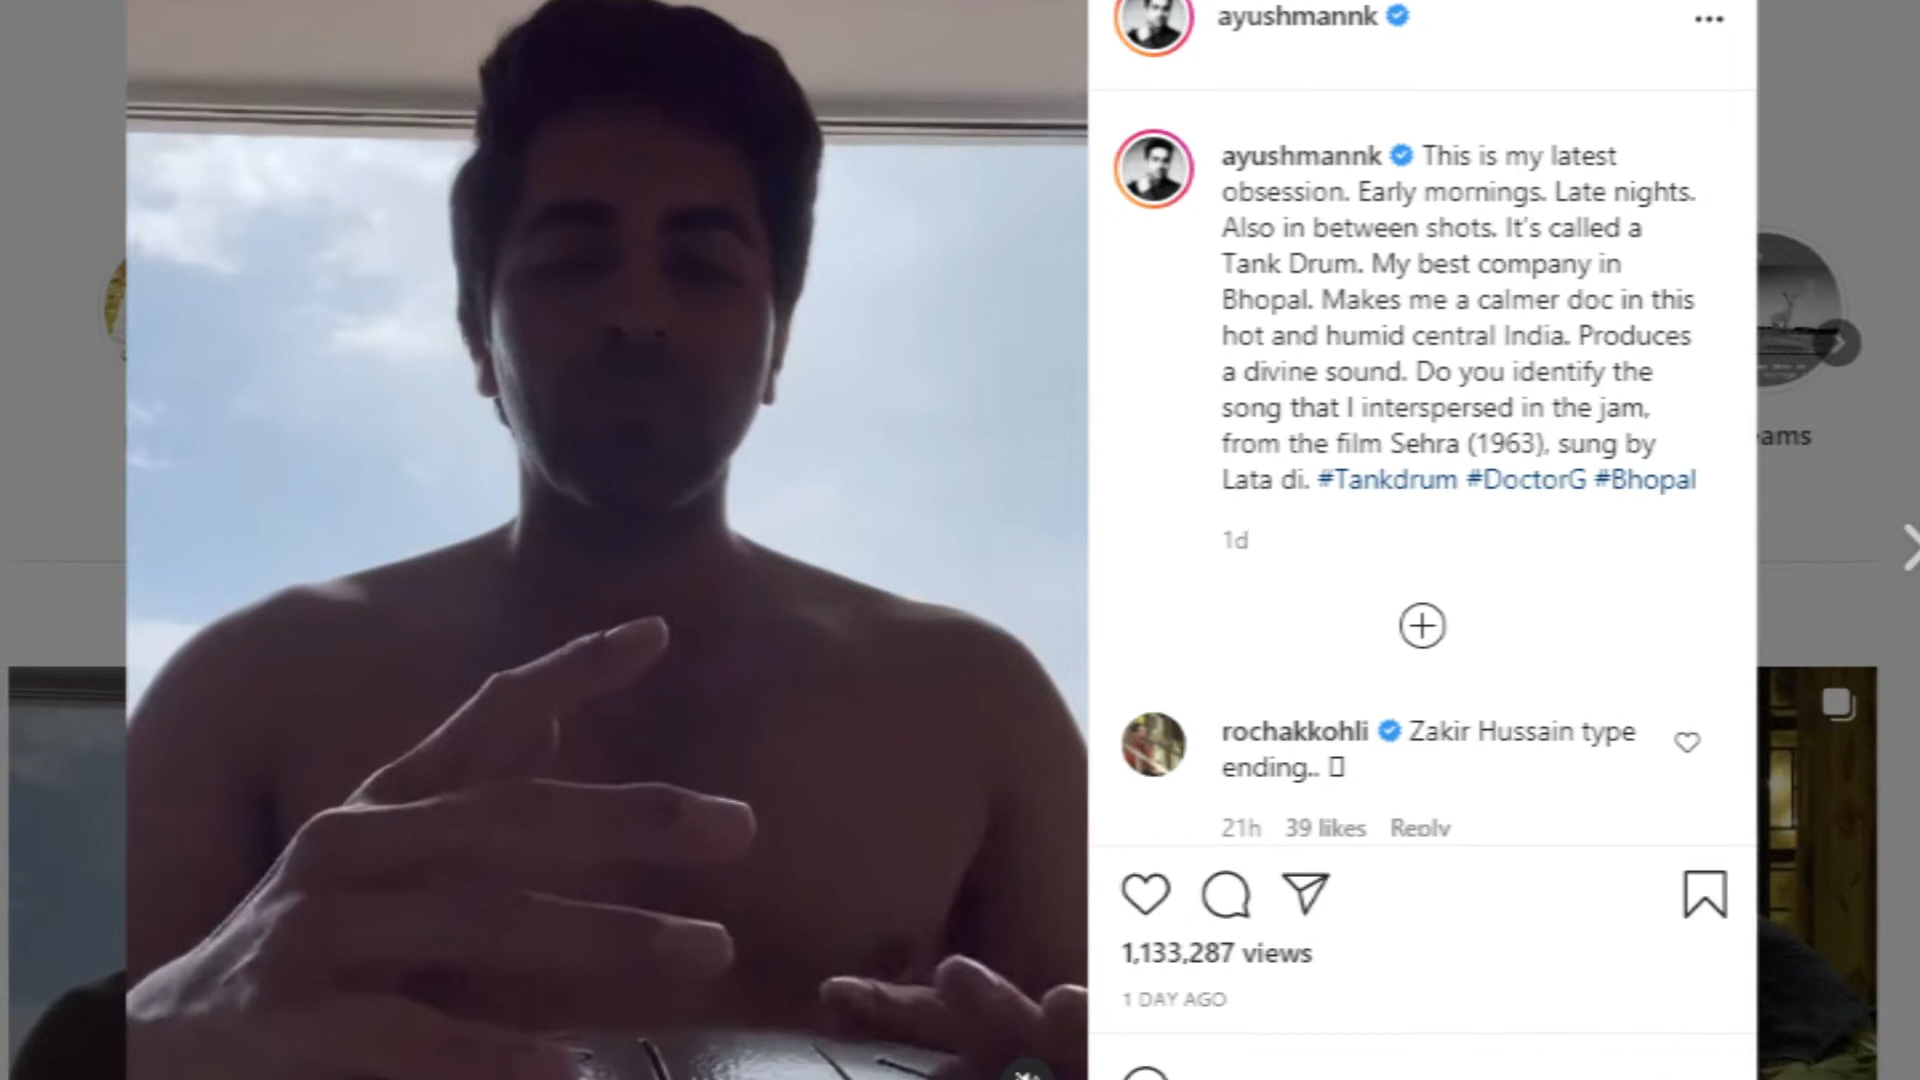 ayushmannk
ayushmannk This is my latest
obsession. Early mornings. Late nights.
Also in between shots. It's called a
Tank Drum. My best company in
Bhopal. Makes me a calmer doc in this
hot and humid central India. Produces
a divine sound. Do you identify the
song that I interspersed in the jam,
from the film Sehra (1963), sung by
Lata di. #Tankdrum #DoctorG #Bhopal
1d
rochakkohli Zakir Hussain type
ending..
21h 39 likes Reply
1,133,287 views
1 DAY AGO
eams